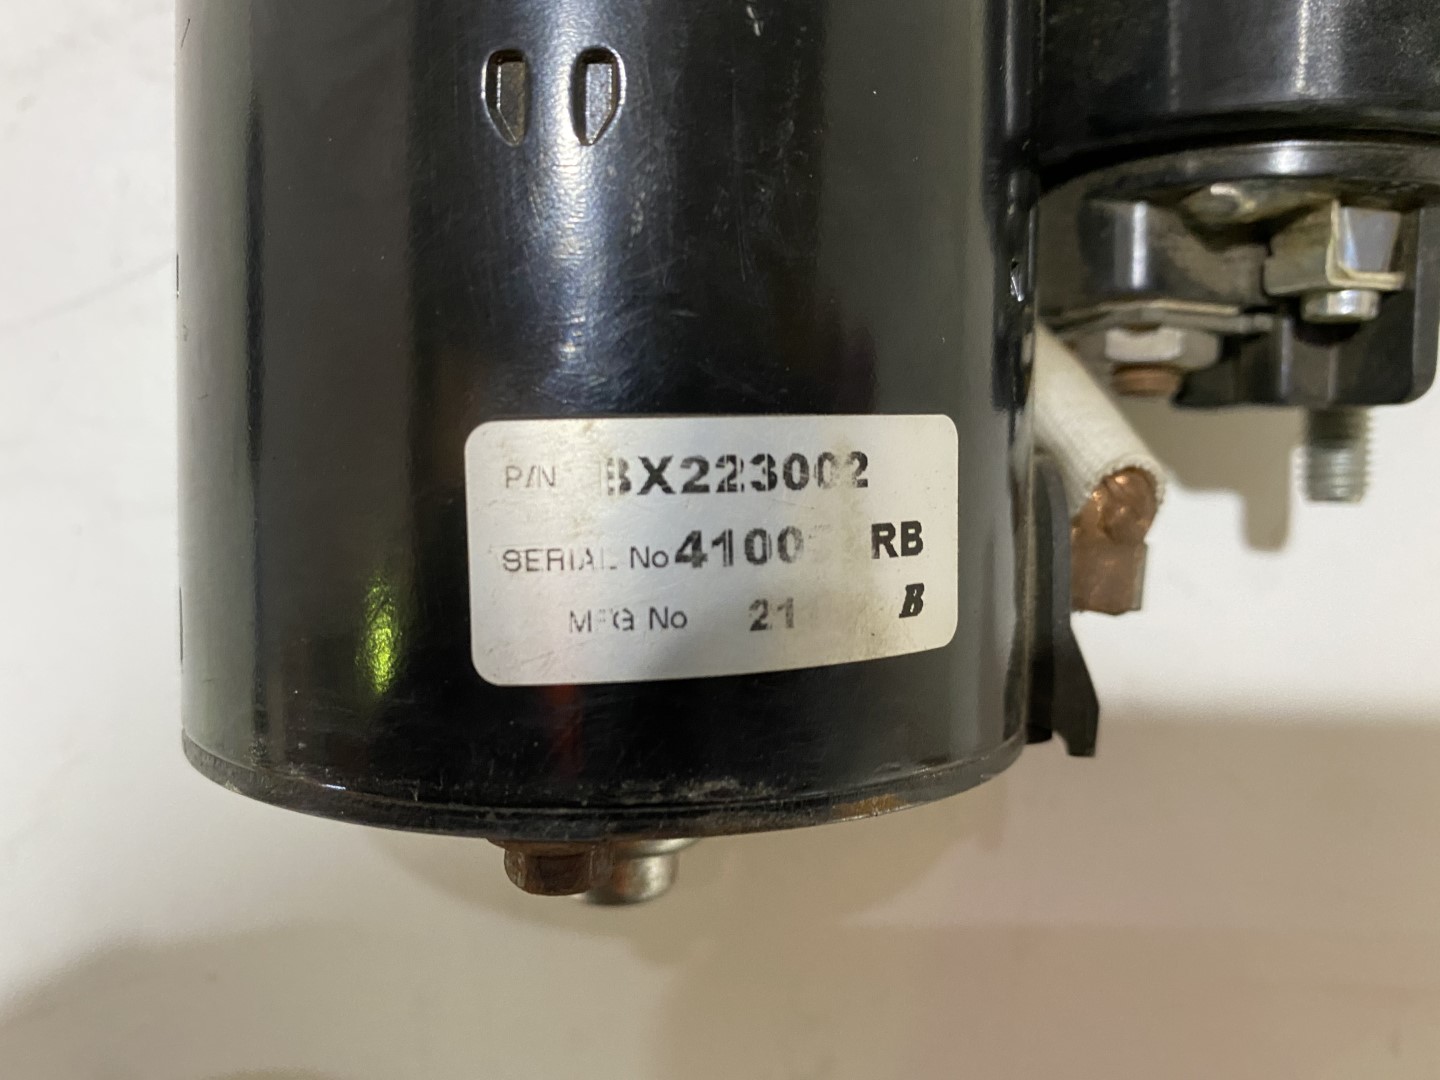 P/N BX223002
SERIAL No 4100 RB
MFG No 21 B